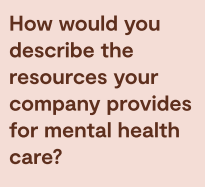 How would you
describe the
resources your
company provides
for mental health
care?